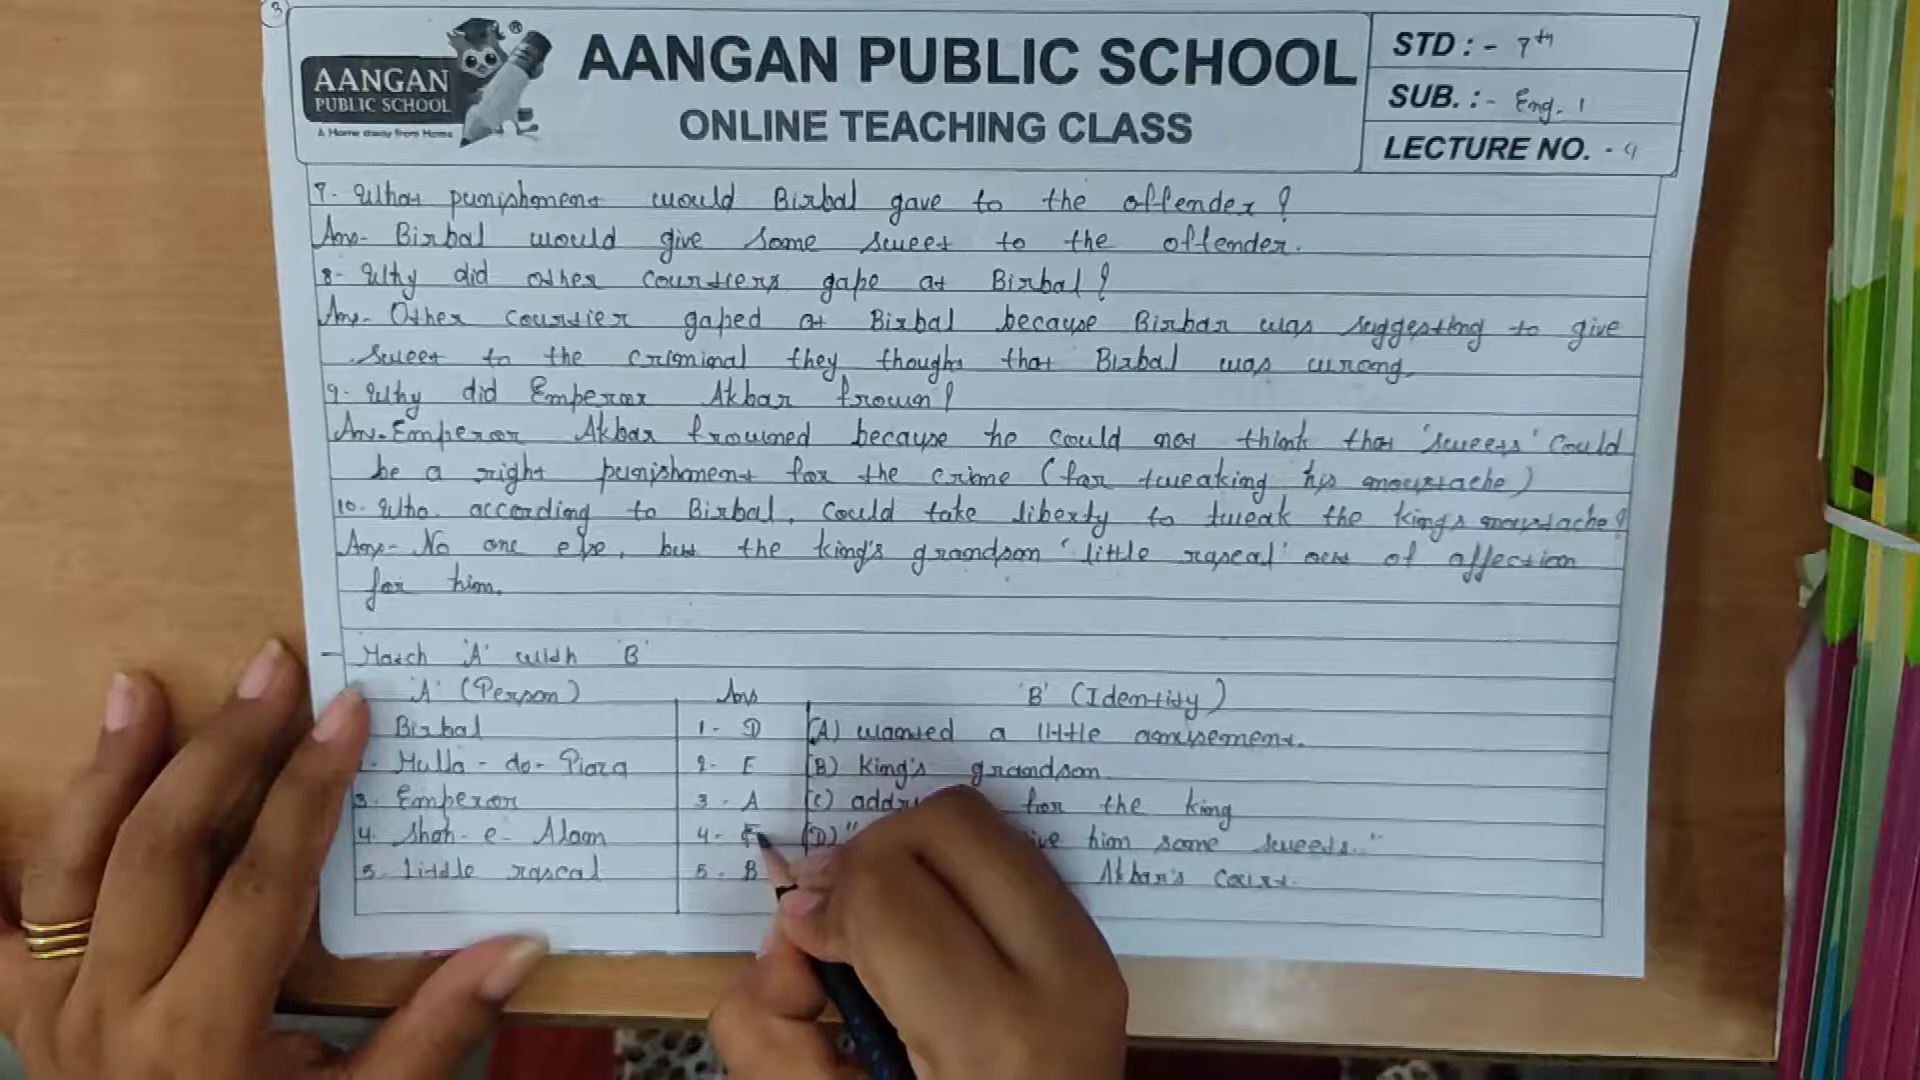 3
AANGAN PUBLIC SCHOOL
A Home away from Home
AANGAN PUBLIC SCHOOL
ONLINE TEACHING CLASS
STD : - 7th
SUB. : - Eng. 1
LECTURE NO. - 4
7. What punishment would Birbal gave to the offender?
Ans- Birbal would give some sweet to the offender.
8- Why did other courtiers gape at Birbal?
Ans- Other courtier gaped at Birbal because Birbar was suggesting to give
sweet to the criminal they thought that Birbal was wrong.
9- Why did Emperor Akbar frown?
Ans- Emperor Akbar frowned because he could not think that 'sweets' could
be a right punishment for the crime (for tweaking his moustache)
10. Who. according to Birbal, could take liberty to tweak the king's moustache?
Ans- No one else, but the king's grandson 'little rascal' out of affection
for him.
- Match 'A' with 'B'
'A' (Person) Ans 'B' (Identity)
Birbal 1- D (A) wanted a little amusement.
Mulla-do-Piara 2- E (B) King's grandson
3. Emperor 3. A (C) for the king
4. Shah-e-Alam 4- (D) " him some sweets."
5. Little rascal 5. B Akbar's court.